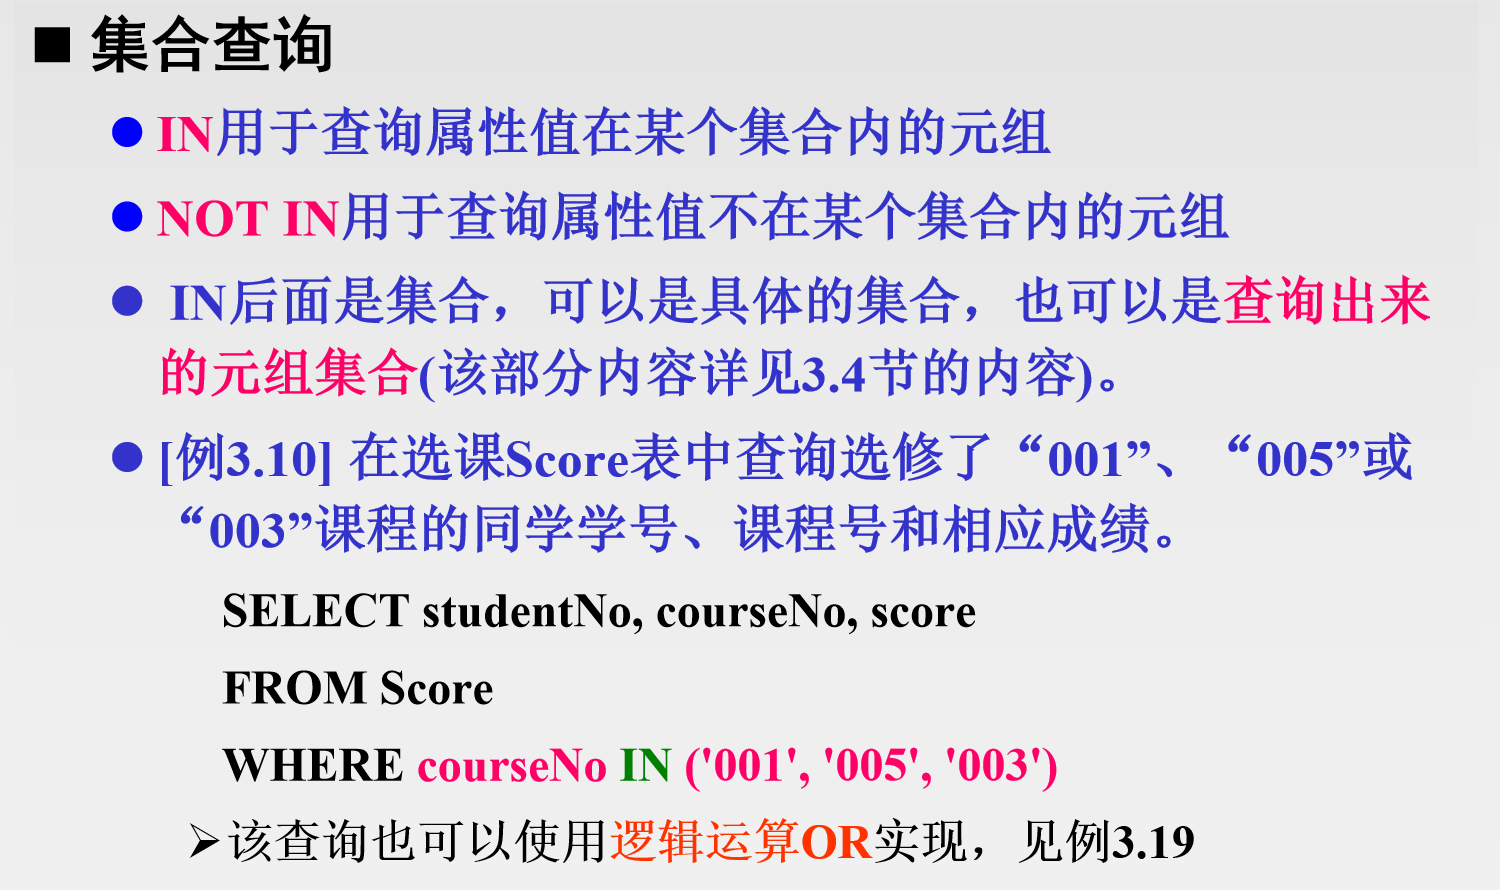 ■ 集合查询
● IN用于查询属性值在某个集合内的元组
● NOT IN用于查询属性值不在某个集合内的元组
● IN后面是集合，可以是具体的集合，也可以是查询出来
的元组集合(该部分内容详见3.4节的内容)。
● [例3.10] 在选课Score表中查询选修了“001”、“005”或
“003”课程的同学学号、课程号和相应成绩。
SELECT studentNo, courseNo, score
FROM Score
WHERE courseNo IN ('001', '005', '003')
➢该查询也可以使用逻辑运算OR实现，见例3.19